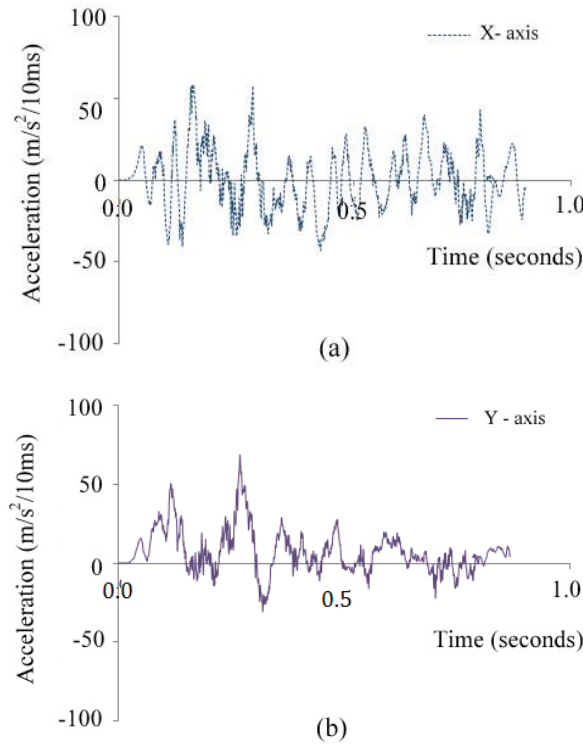 100
X- axis
50
0
0.0
0.5
1.0
Time (seconds)
-50
-100
Acceleration (m/s²/10ms)
(a)
100
Y - axis
50
0
0.0
0.5
1.0
Time (seconds)
-50
-100
Acceleration (m/s²/10ms)
(b)